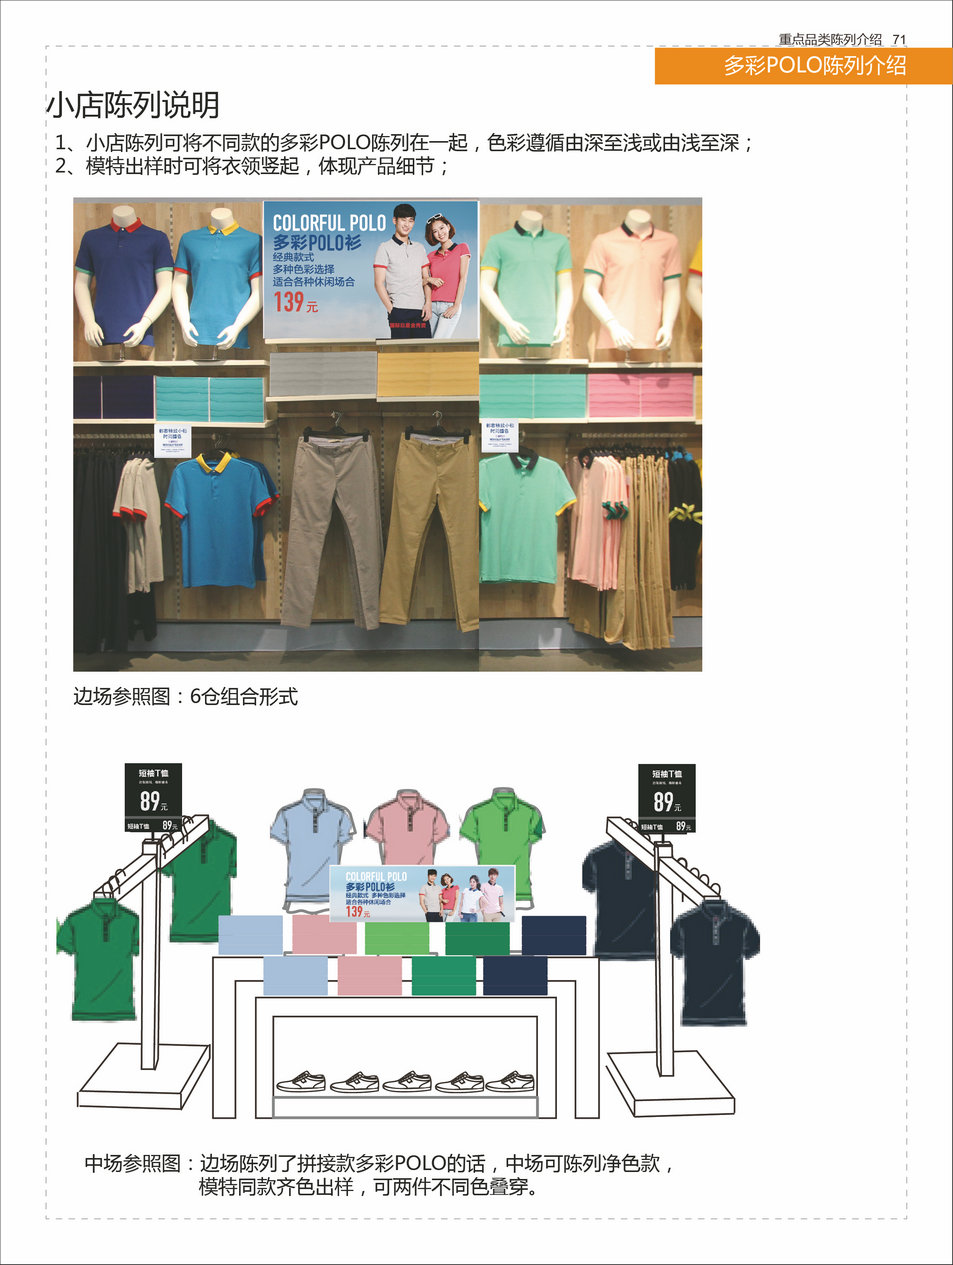 重点品类陈列介绍 71
多彩POLO陈列介绍
小店陈列说明
1、小店陈列可将不同款的多彩POLO陈列在一起，色彩遵循由深至浅或由浅至深；
2、模特出样时可将衣领竖起，体现产品细节；
COLORFUL POLO
多彩POLO衫
经典款式
多种色彩选择
适合各种休闲场合
139元
边场参照图：6仓组合形式
短袖T恤
89元
短袖T恤 89元
短袖T恤
89元
短袖T恤 89元
COLORFUL POLO
多彩POLO衫
经典款式 多种色彩选择
适合各种休闲场合
139元
中场参照图：边场陈列了拼接款多彩POLO的话，中场可陈列净色款，
模特同款齐色出样，可两件不同色叠穿。